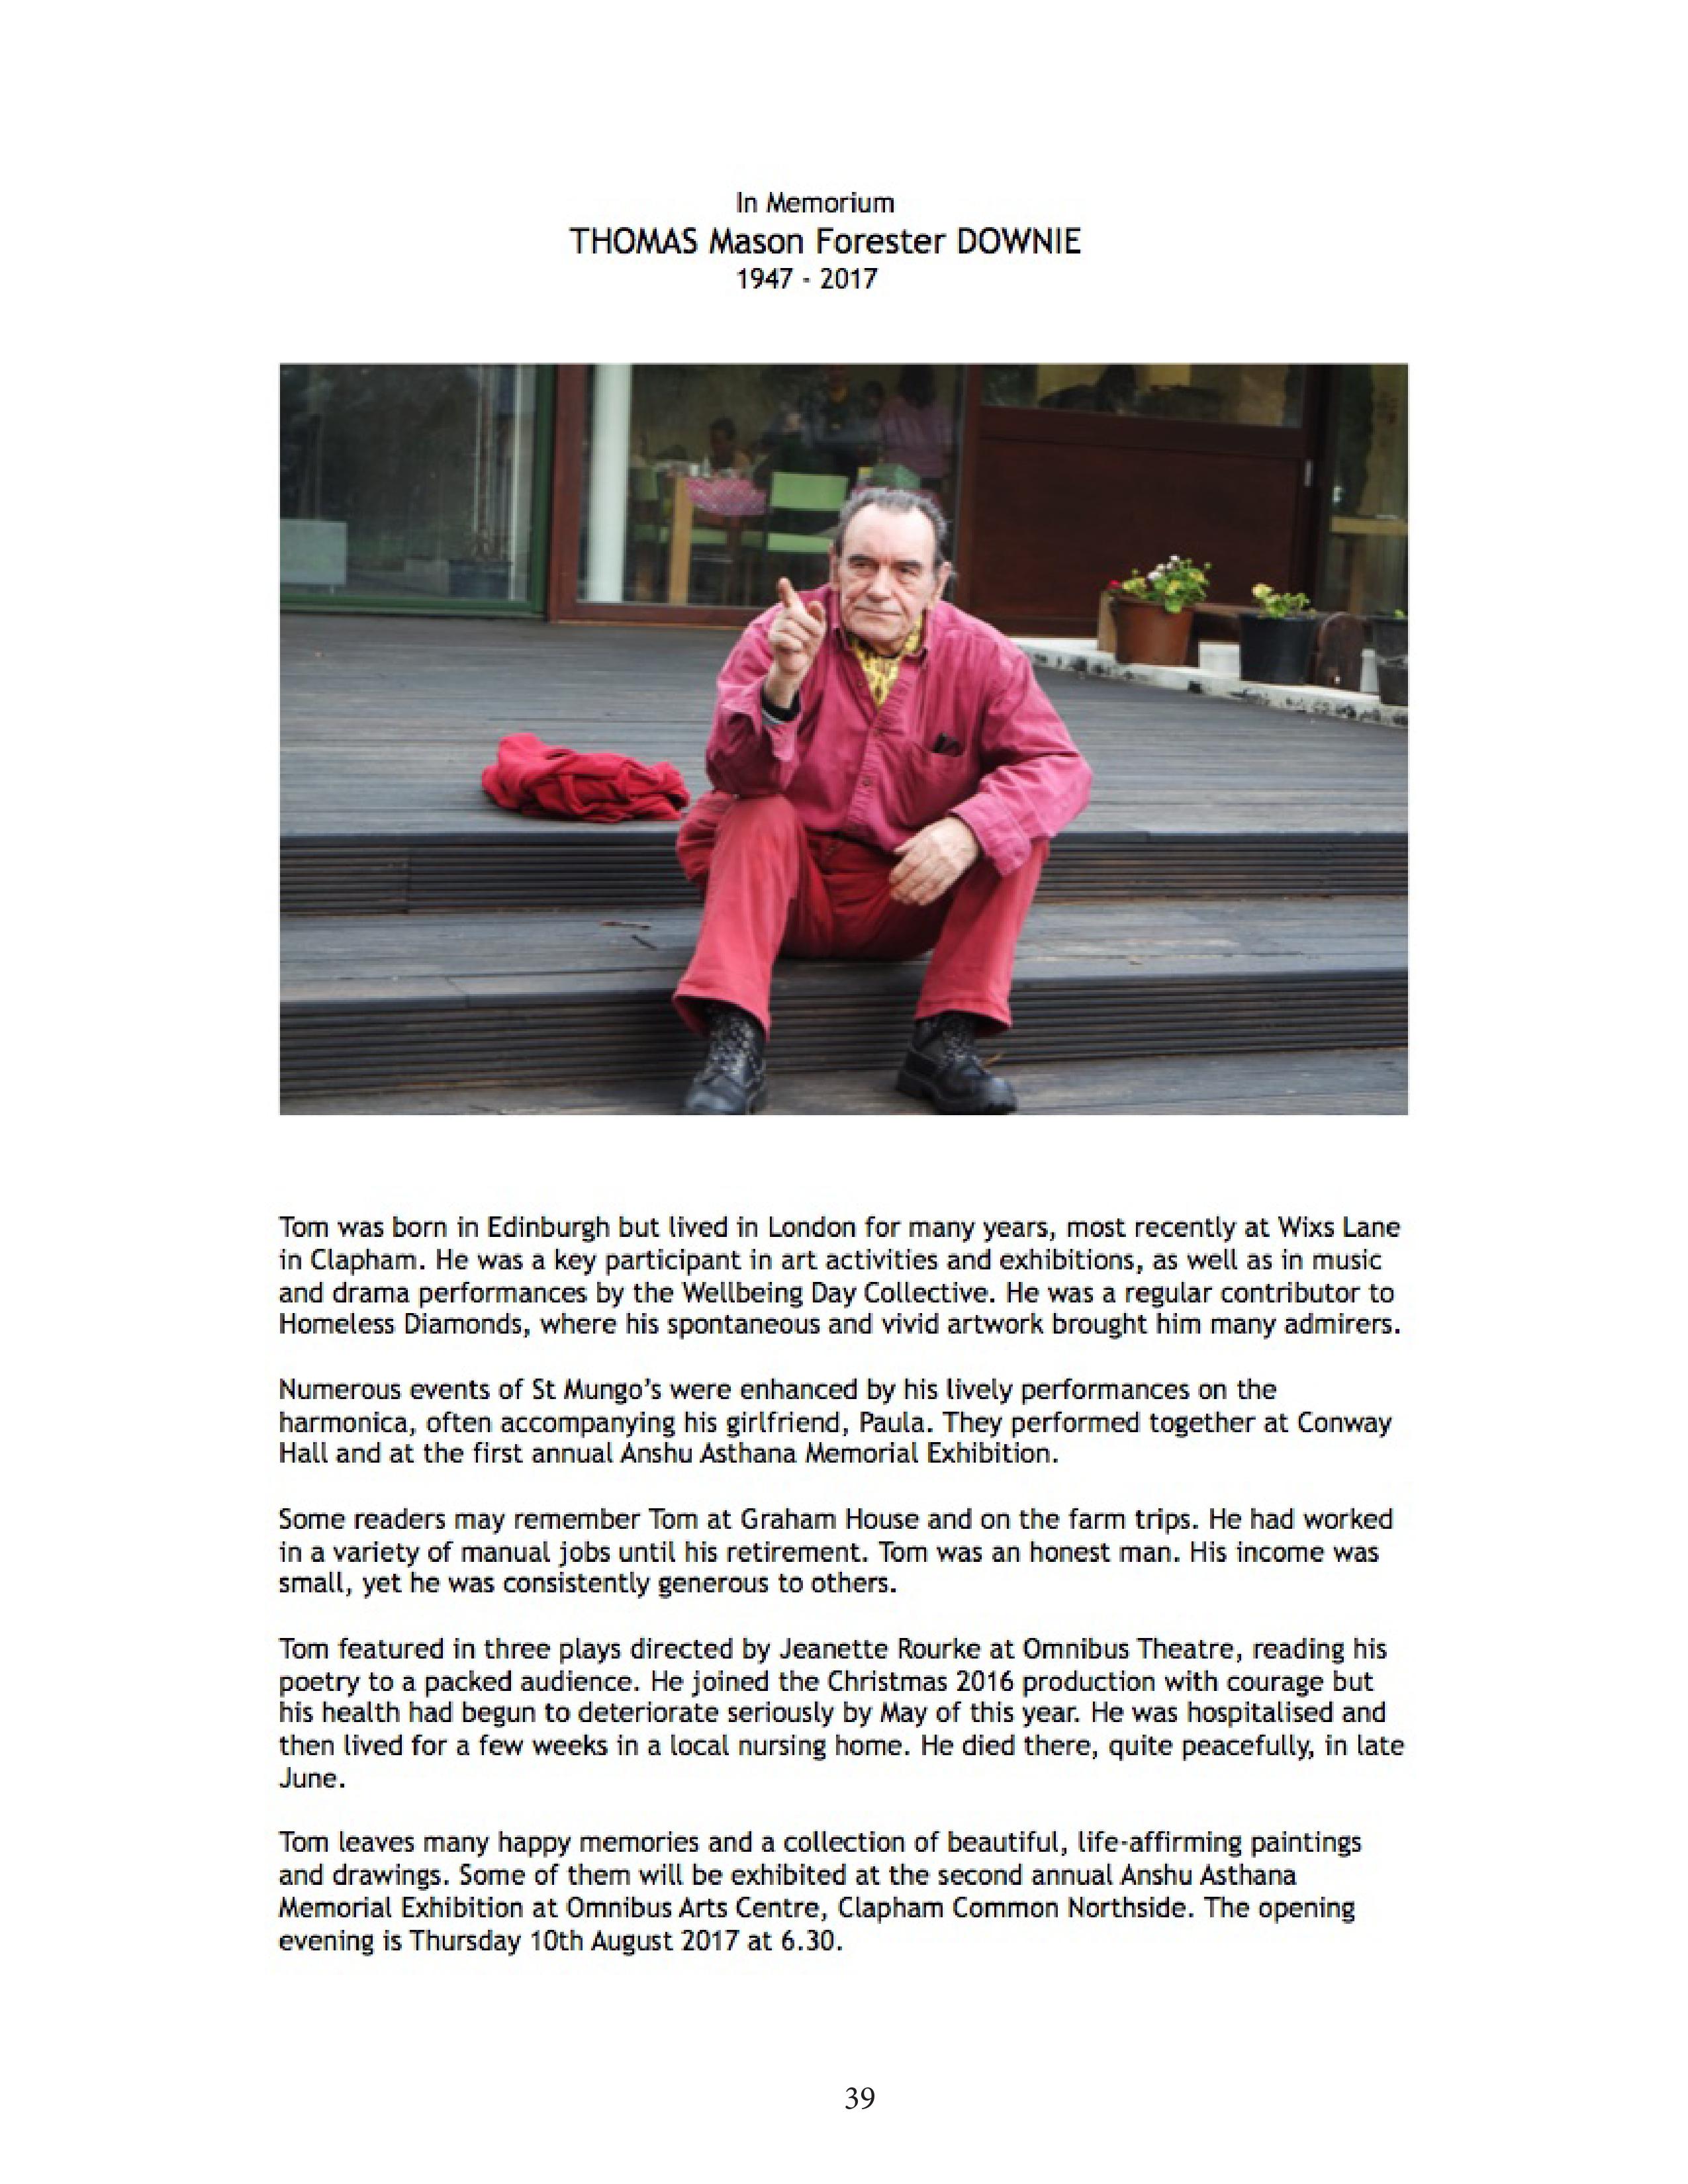 In Memorium
THOMAS Mason Forester DOWNIE
1947 - 2017
Tom was born in Edinburgh but lived in London for many years, most recently at Wixs Lane
in Clapham. He was a key participant in art activities and exhibitions, as well as in music
and drama performances by the Wellbeing Day Collective. He was a regular contributor to
Homeless Diamonds, where his spontaneous and vivid artwork brought him many admirers.
Numerous events of St Mungo’s were enhanced by his lively performances on the
harmonica, often accompanying his girlfriend, Paula. They performed together at Conway
Hall and at the first annual Anshu Asthana Memorial Exhibition.
Some readers may remember Tom at Graham House and on the farm trips. He had worked
in a variety of manual jobs until his retirement. Tom was an honest man. His income was
small, yet he was consistently generous to others.
Tom featured in three plays directed by Jeanette Rourke at Omnibus Theatre, reading his
poetry to a packed audience. He joined the Christmas 2016 production with courage but
his health had begun to deteriorate seriously by May of this year. He was hospitalised and
then lived for a few weeks in a local nursing home. He died there, quite peacefully, in late
June.
Tom leaves many happy memories and a collection of beautiful, life-affirming paintings
and drawings. Some of them will be exhibited at the second annual Anshu Asthana
Memorial Exhibition at Omnibus Arts Centre, Clapham Common Northside. The opening
evening is Thursday 10th August 2017 at 6.30.
39